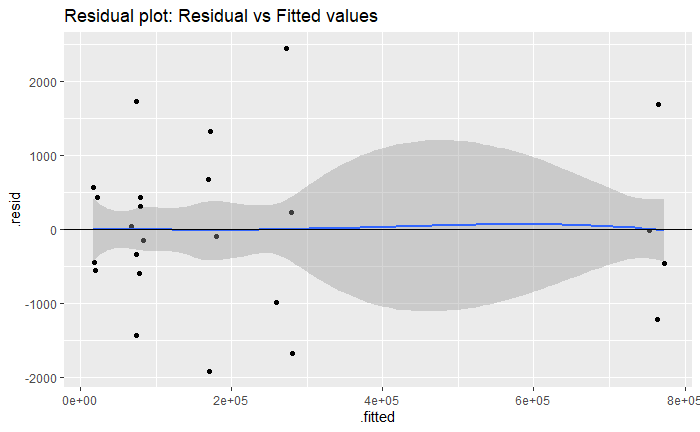 Residual plot: Residual vs Fitted values
2000
1000
0
-1000
-2000
.resid
0e+00 2e+05 4e+05 6e+05 8e+05
.fitted